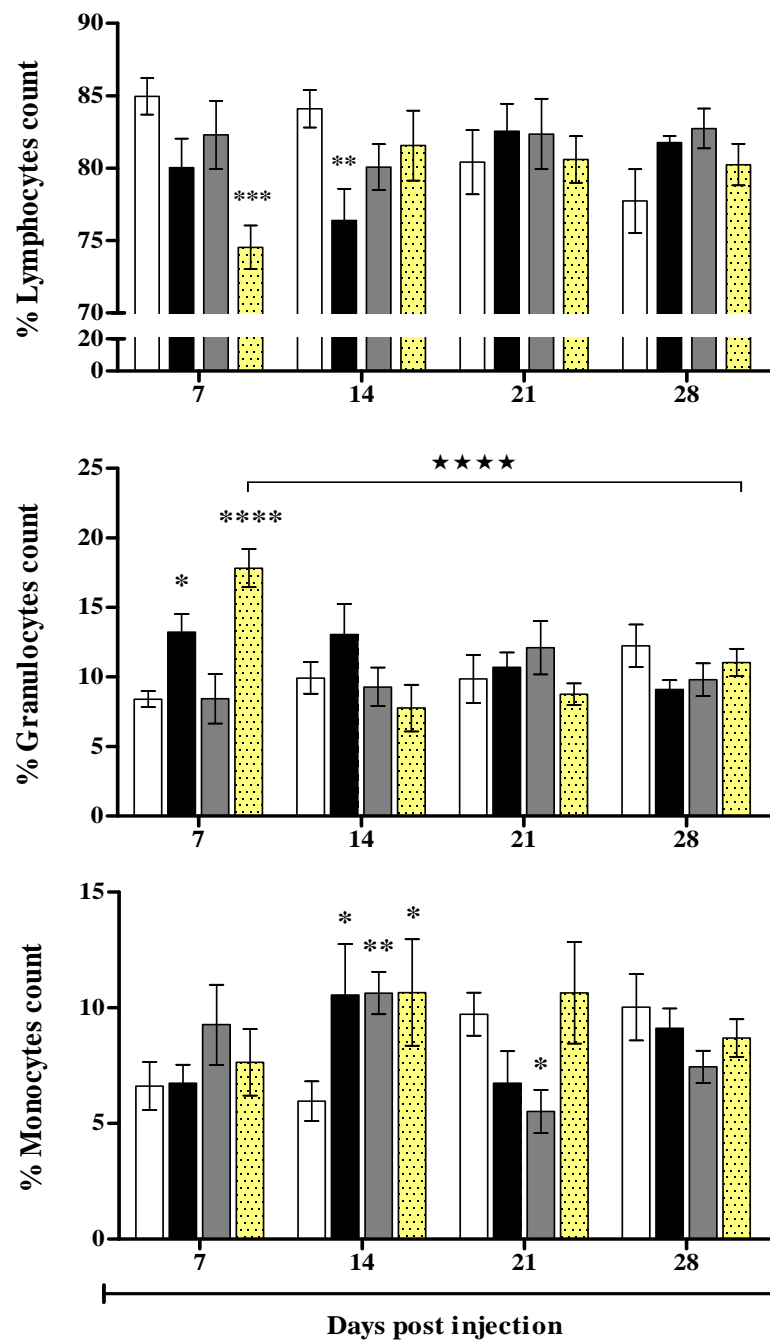 90
85
80
75
70
20
0
% Lymphocytes count
***
**
7 14 21 28
25
20
15
10
5
0
% Granulocytes count
★★★★
****
*
7 14 21 28
15
10
5
0
% Monocytes count
* ** *
*
7 14 21 28
Days post injection